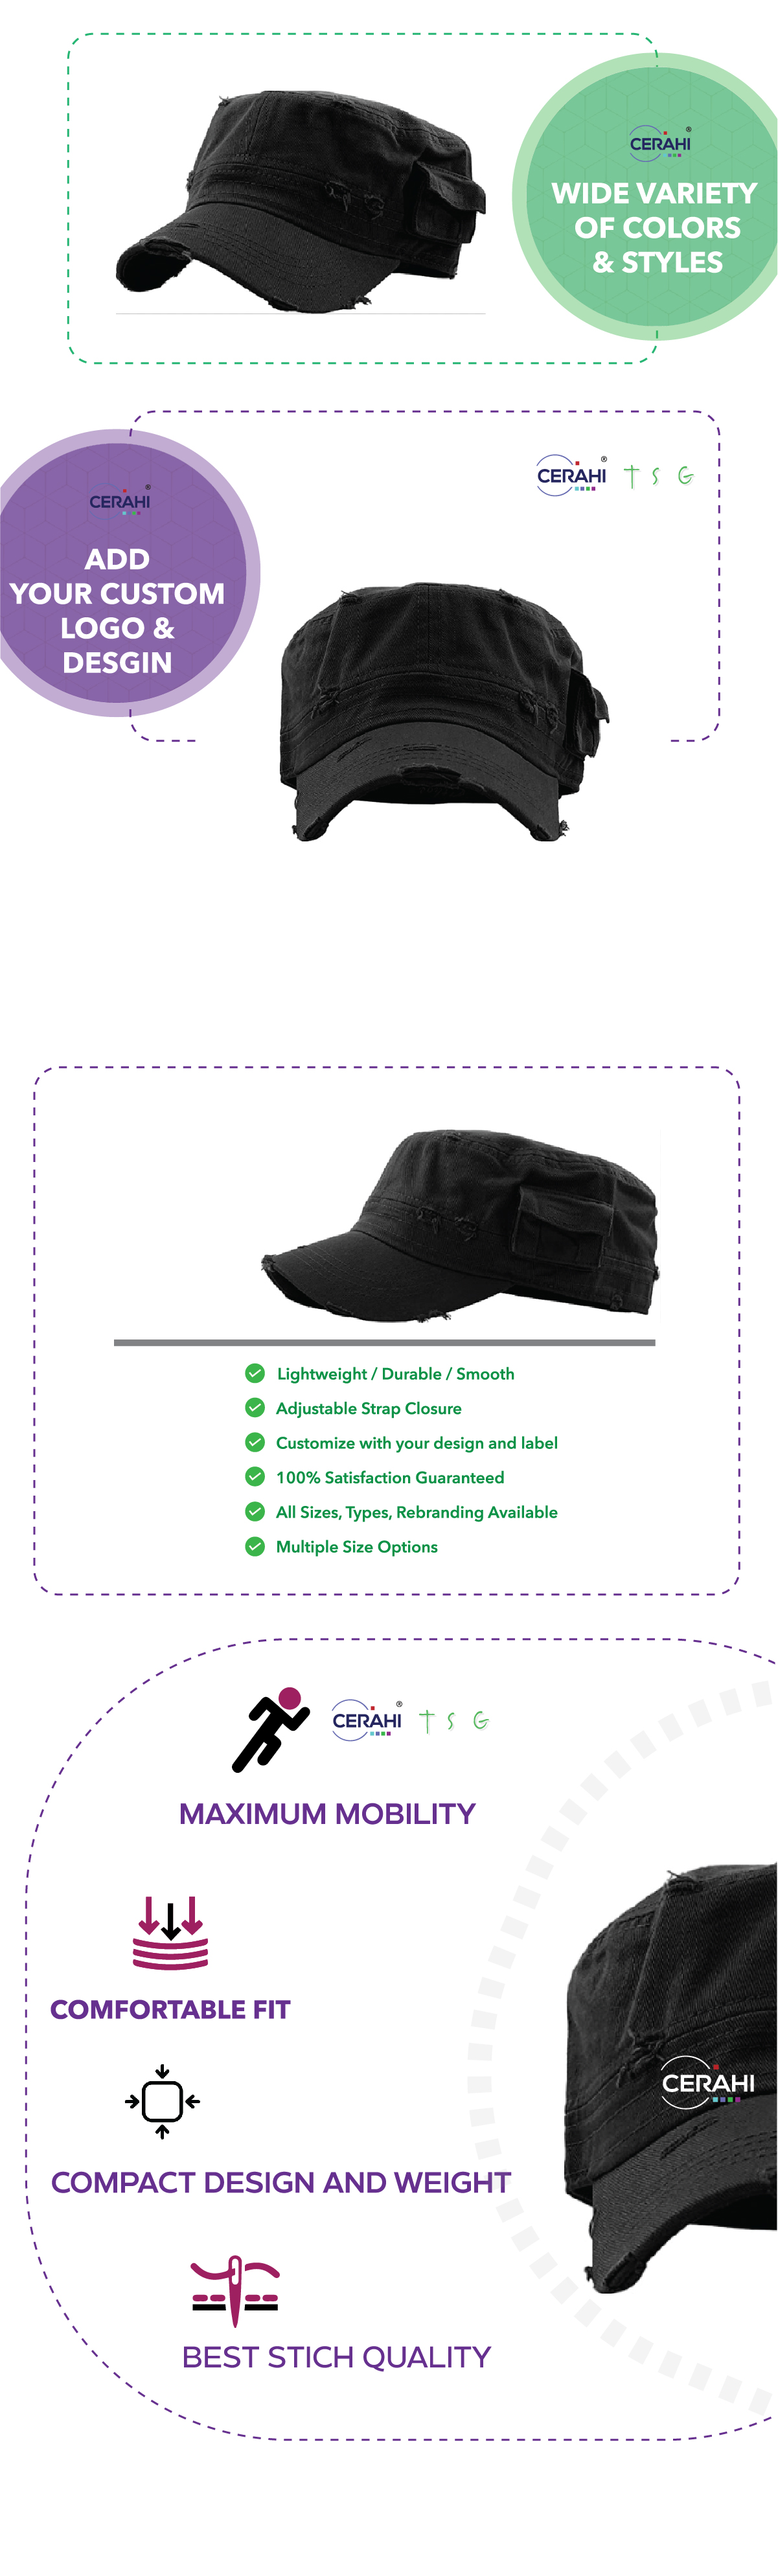 CERAHI®
WIDE VARIETY
OF COLORS
& STYLES
CERAHI® T S G
CERAHI®
ADD
YOUR CUSTOM
LOGO &
DESGIN
Lightweight / Durable / Smooth
Adjustable Strap Closure
Customize with your design and label
100% Satisfaction Guaranteed
All Sizes, Types, Rebranding Available
Multiple Size Options
CERAHI® T S G
MAXIMUM MOBILITY
COMFORTABLE FIT
CERAHI
COMPACT DESIGN AND WEIGHT
BEST STICH QUALITY